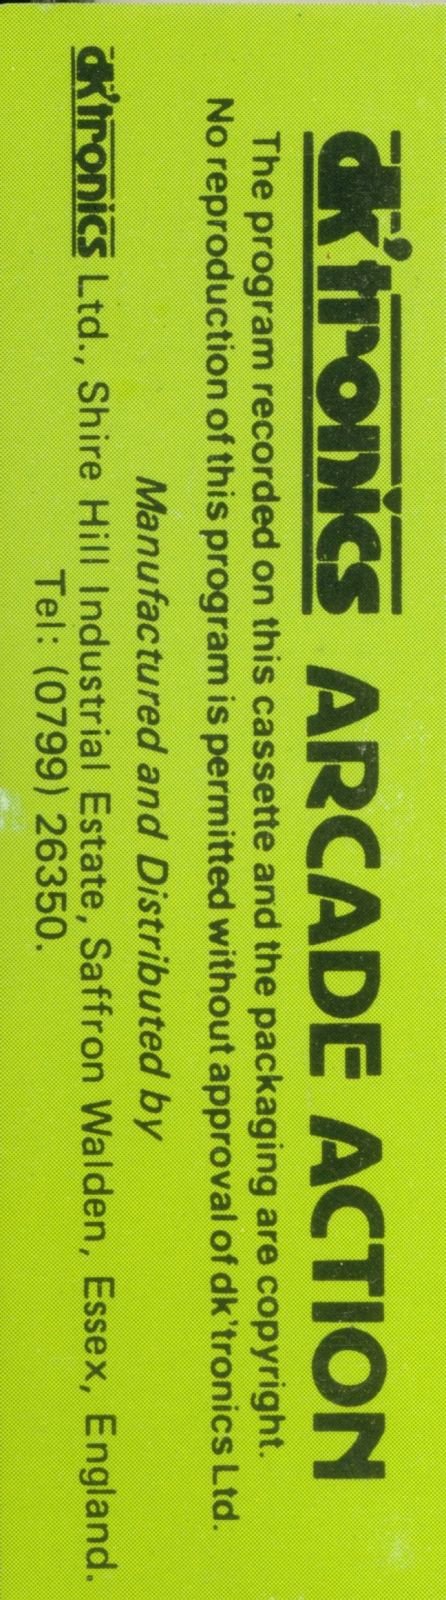 dk'tronics ARCADE ACTION
The program recorded on this cassette and the packaging are copyright.
No reproduction of this program is permitted without approval of dk'tronics Ltd.
Manufactured and Distributed by
dk'tronics Ltd., Shire Hill Industrial Estate, Saffron Walden, Essex, England.
Tel: (0799) 26350.